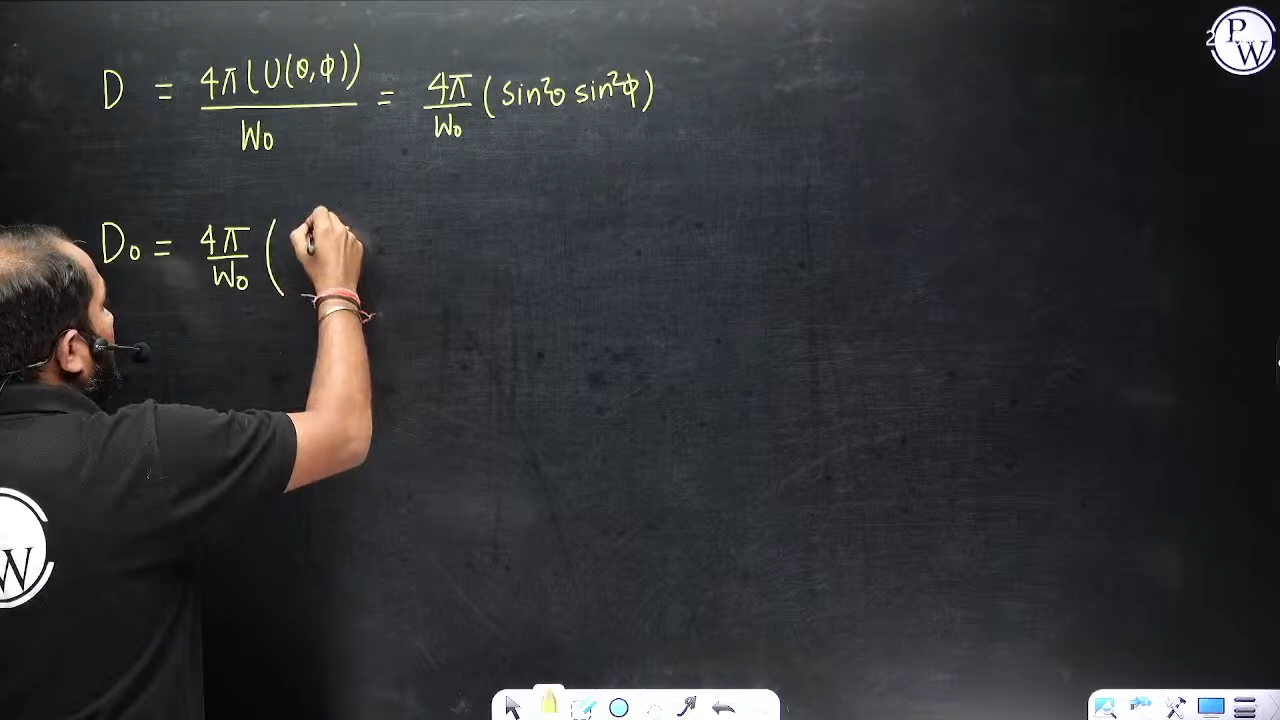 D = 4π(U(θ,φ)) / W₀ = 4π / W₀ (sin²θ sin²φ)
D₀ = 4π / W₀ (
PW
W